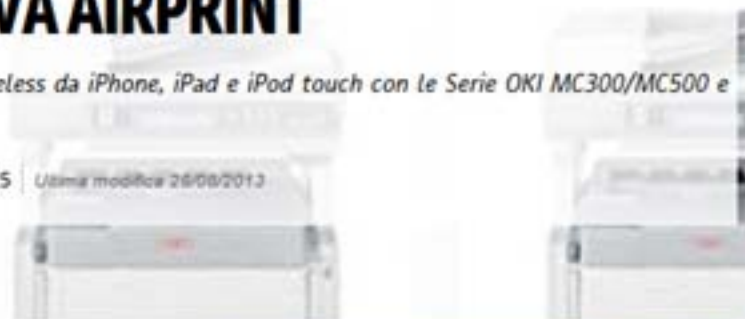 VA AIRPRINT
eless da iPhone, iPad e iPod touch con le Serie OKI MC300/MC500 e
5 | Ultima modifica 26/08/2013